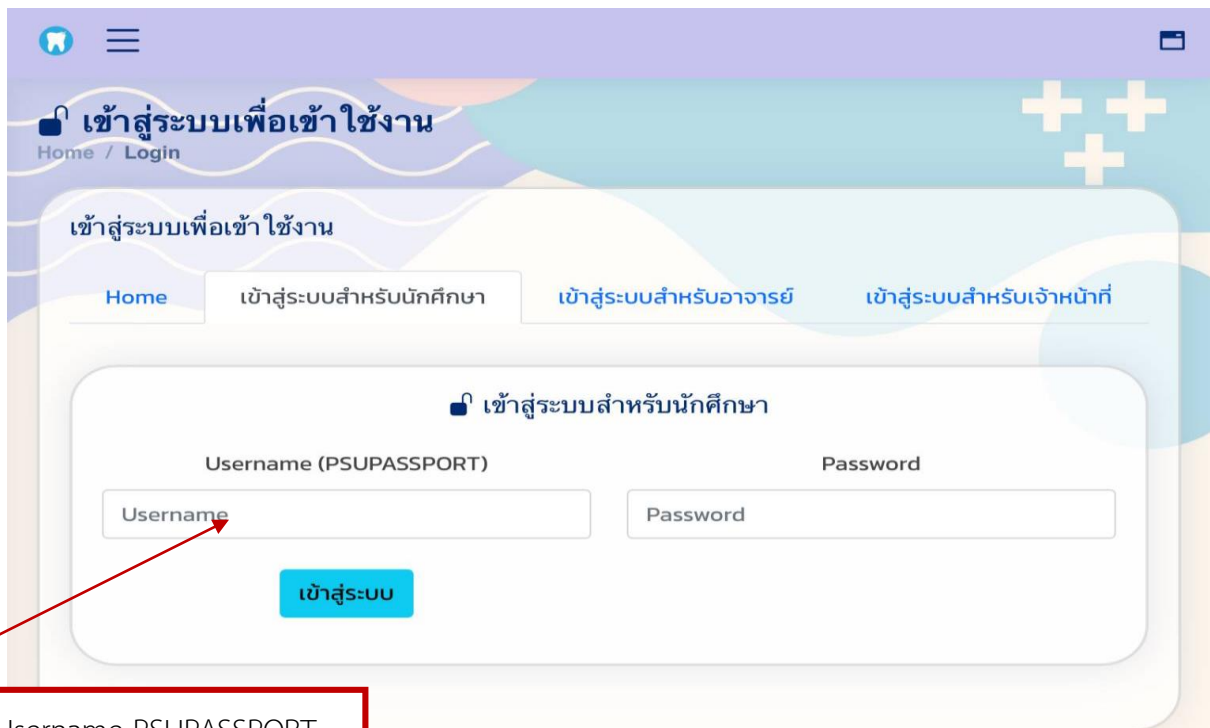 เข้าสู่ระบบเพื่อเข้าใช้งาน
Home / Login
เข้าสู่ระบบเพื่อเข้าใช้งาน
Home เข้าสู่ระบบสำหรับนักศึกษา เข้าสู่ระบบสำหรับอาจารย์ เข้าสู่ระบบสำหรับเจ้าหน้าที่
เข้าสู่ระบบสำหรับนักศึกษา
Username (PSUPASSPORT) Password
Username Password
เข้าสู่ระบบ
Username PSUPASSPORT